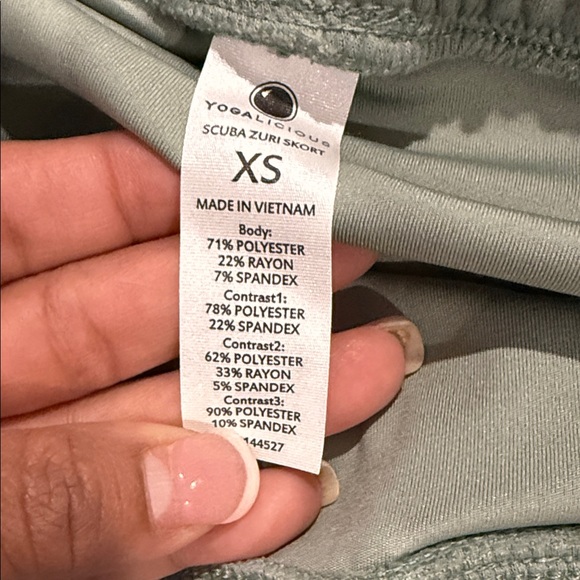 YOGALICIOUS
SCUBA ZURI SKORT
XS
MADE IN VIETNAM
Body:
71% POLYESTER
22% RAYON
7% SPANDEX
Contrast1:
78% POLYESTER
22% SPANDEX
Contrast2:
62% POLYESTER
33% RAYON
5% SPANDEX
Contrast3:
90% POLYESTER
10% SPANDEX
144527